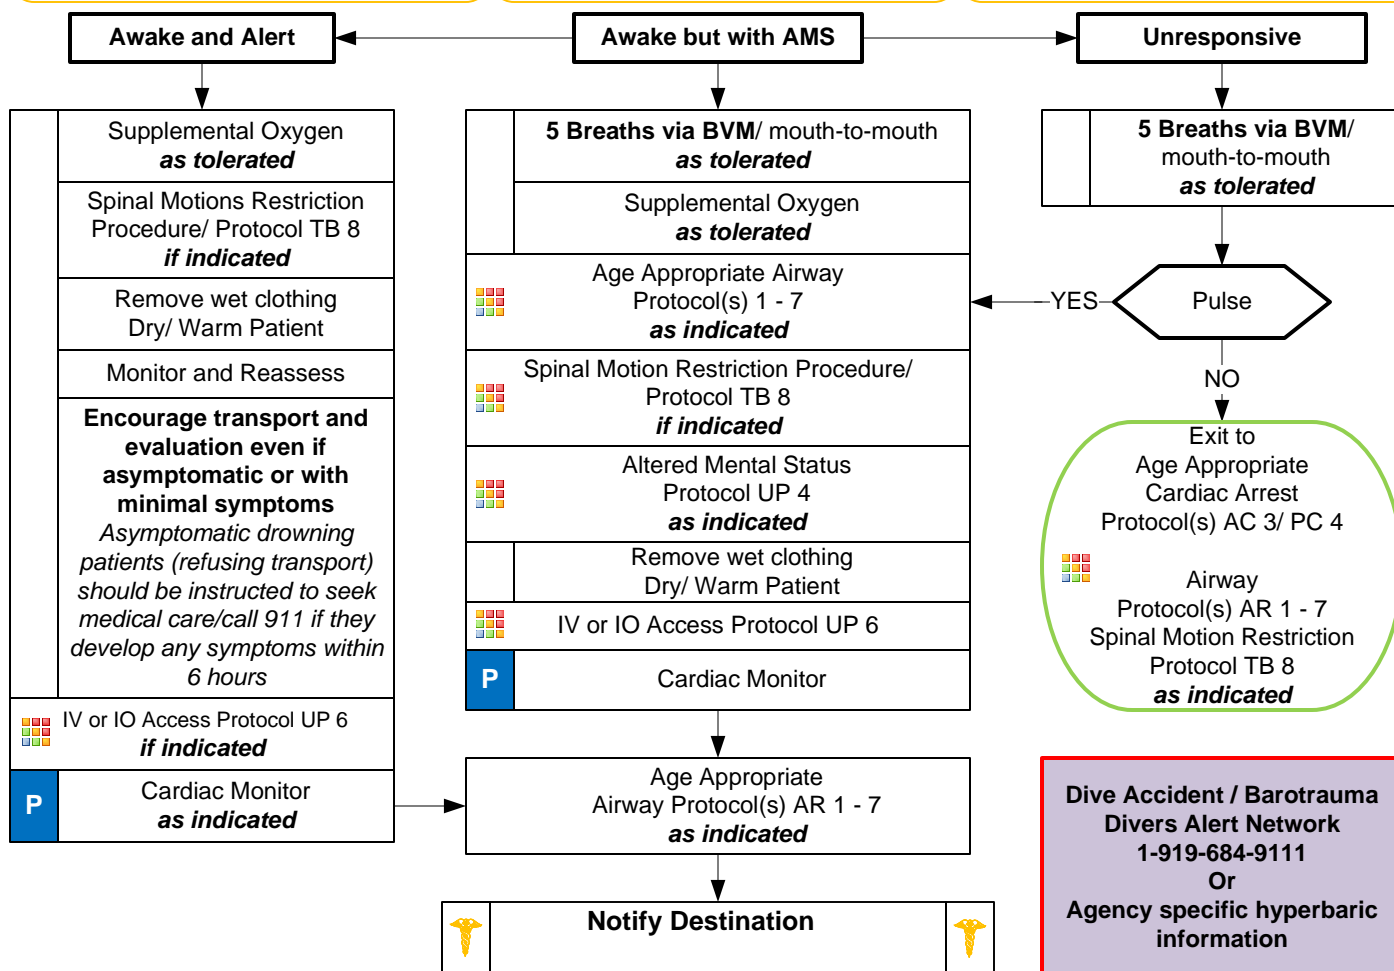 Awake and Alert
Awake but with AMS
Unresponsive
Supplemental Oxygen
as tolerated
Spinal Motions Restriction
Procedure/ Protocol TB 8
if indicated
Remove wet clothing
Dry/ Warm Patient
Monitor and Reassess
Encourage transport and
evaluation even if
asymptomatic or with
minimal symptoms
Asymptomatic drowning
patients (refusing transport)
should be instructed to seek
medical care/call 911 if they
develop any symptoms within
6 hours
IV or IO Access Protocol UP 6
if indicated
P
Cardiac Monitor
as indicated
5 Breaths via BVM/ mouth-to-mouth
as tolerated
Supplemental Oxygen
as tolerated
Age Appropriate Airway
Protocol(s) 1 - 7
as indicated
Spinal Motion Restriction Procedure/
Protocol TB 8
if indicated
Altered Mental Status
Protocol UP 4
as indicated
Remove wet clothing
Dry/ Warm Patient
IV or IO Access Protocol UP 6
P
Cardiac Monitor
Age Appropriate
Airway Protocol(s) AR 1 - 7
as indicated
Notify Destination
5 Breaths via BVM/
mouth-to-mouth
as tolerated
Pulse
YES
NO
Exit to
Age Appropriate
Cardiac Arrest
Protocol(s) AC 3/ PC 4
Airway
Protocol(s) AR 1 - 7
Spinal Motion Restriction
Protocol TB 8
as indicated
Dive Accident / Barotrauma
Divers Alert Network
1-919-684-9111
Or
Agency specific hyperbaric
information